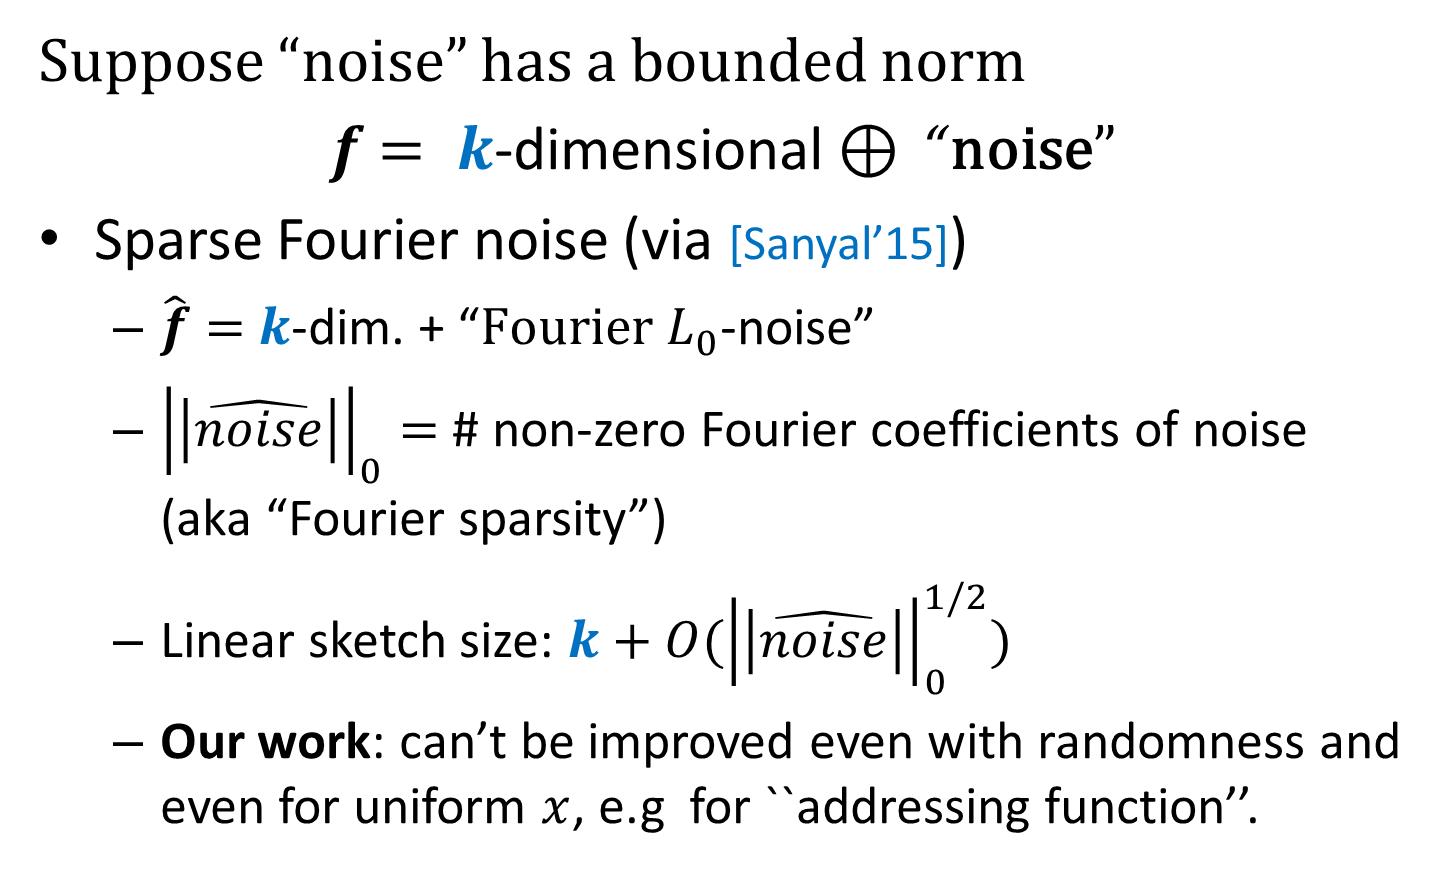 Suppose “noise” has a bounded norm
𝒇 = 𝒌-dimensional ⊕ “noise”
• Sparse Fourier noise (via [Sanyal’15])
– 𝒇̂ = 𝒌-dim. + “Fourier 𝐿₀-noise”
– ||𝑛𝑜𝑖𝑠𝑒̂||₀ = # non-zero Fourier coefficients of noise
(aka “Fourier sparsity”)
– Linear sketch size: 𝒌 + 𝑂(||𝑛𝑜𝑖𝑠𝑒̂||₀^{1/2})
– Our work: can’t be improved even with randomness and
even for uniform 𝑥, e.g for ``addressing function’’.